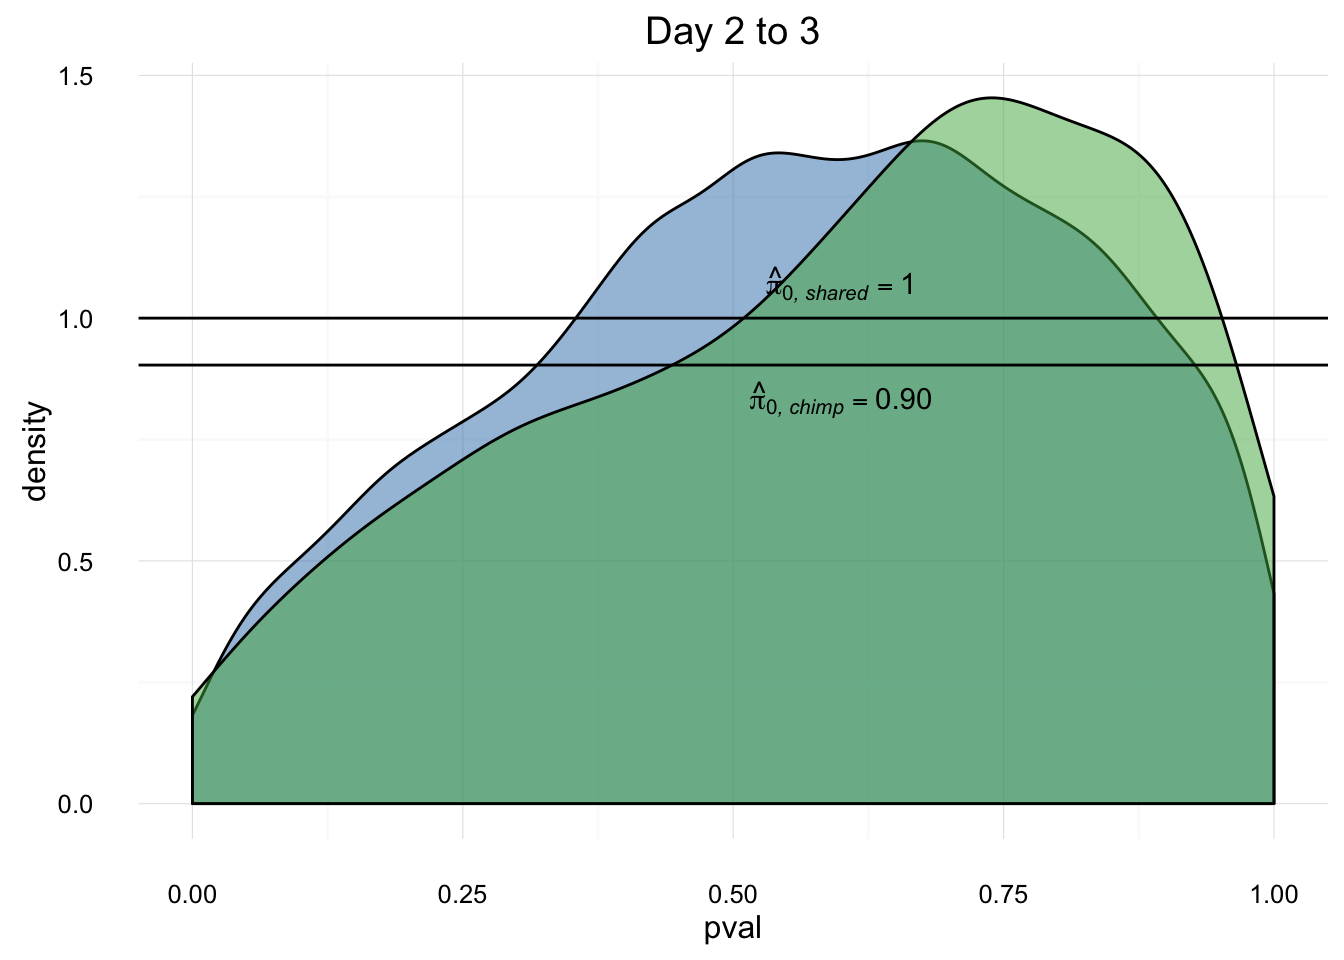 Day 2 to 3
1.5
1.0
0.5
0.0
density
π̂0, shared = 1
π̂0, chimp = 0.90
0.00 0.25 0.50 0.75 1.00
pval